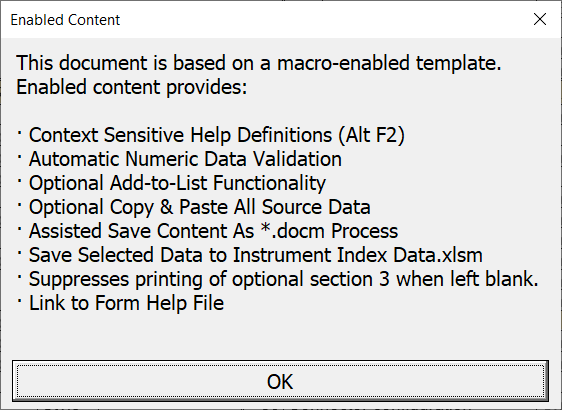 Enabled Content
This document is based on a macro-enabled template.
Enabled content provides:
· Context Sensitive Help Definitions (Alt F2)
· Automatic Numeric Data Validation
· Optional Add-to-List Functionality
· Optional Copy & Paste All Source Data
· Assisted Save Content As *.docm Process
· Save Selected Data to Instrument Index Data.xlsm
· Suppresses printing of optional section 3 when left blank.
· Link to Form Help File
OK